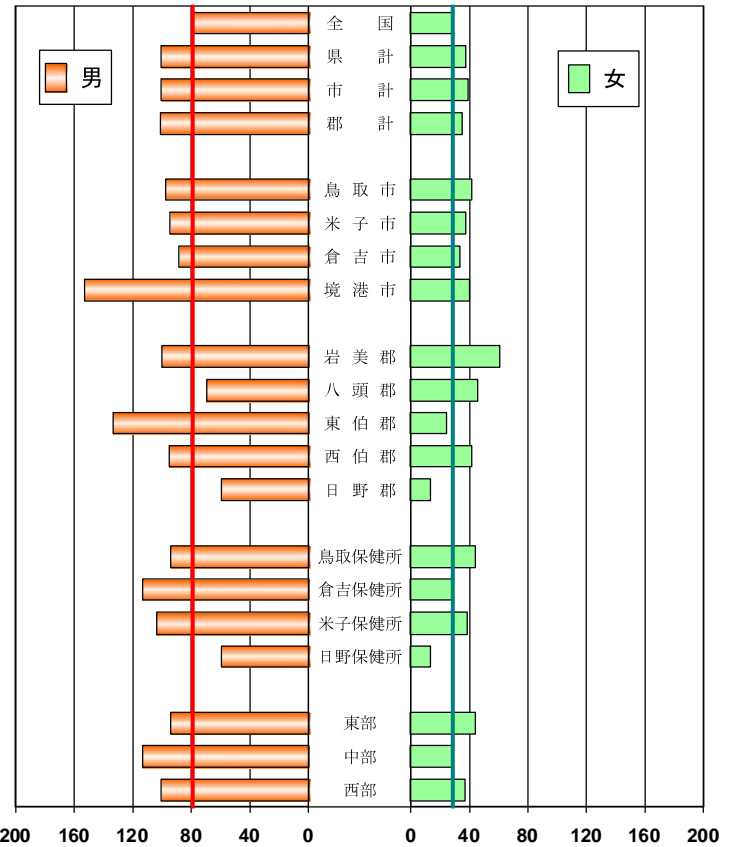 全国
県計
男
女
市計
郡計
鳥取市
米子市
倉吉市
境港市
岩美郡
八頭郡
東伯郡
西伯郡
日野郡
鳥取保健所
倉吉保健所
米子保健所
日野保健所
東部
中部
西部
200 160 120 80 40 0 0 40 80 120 160 200